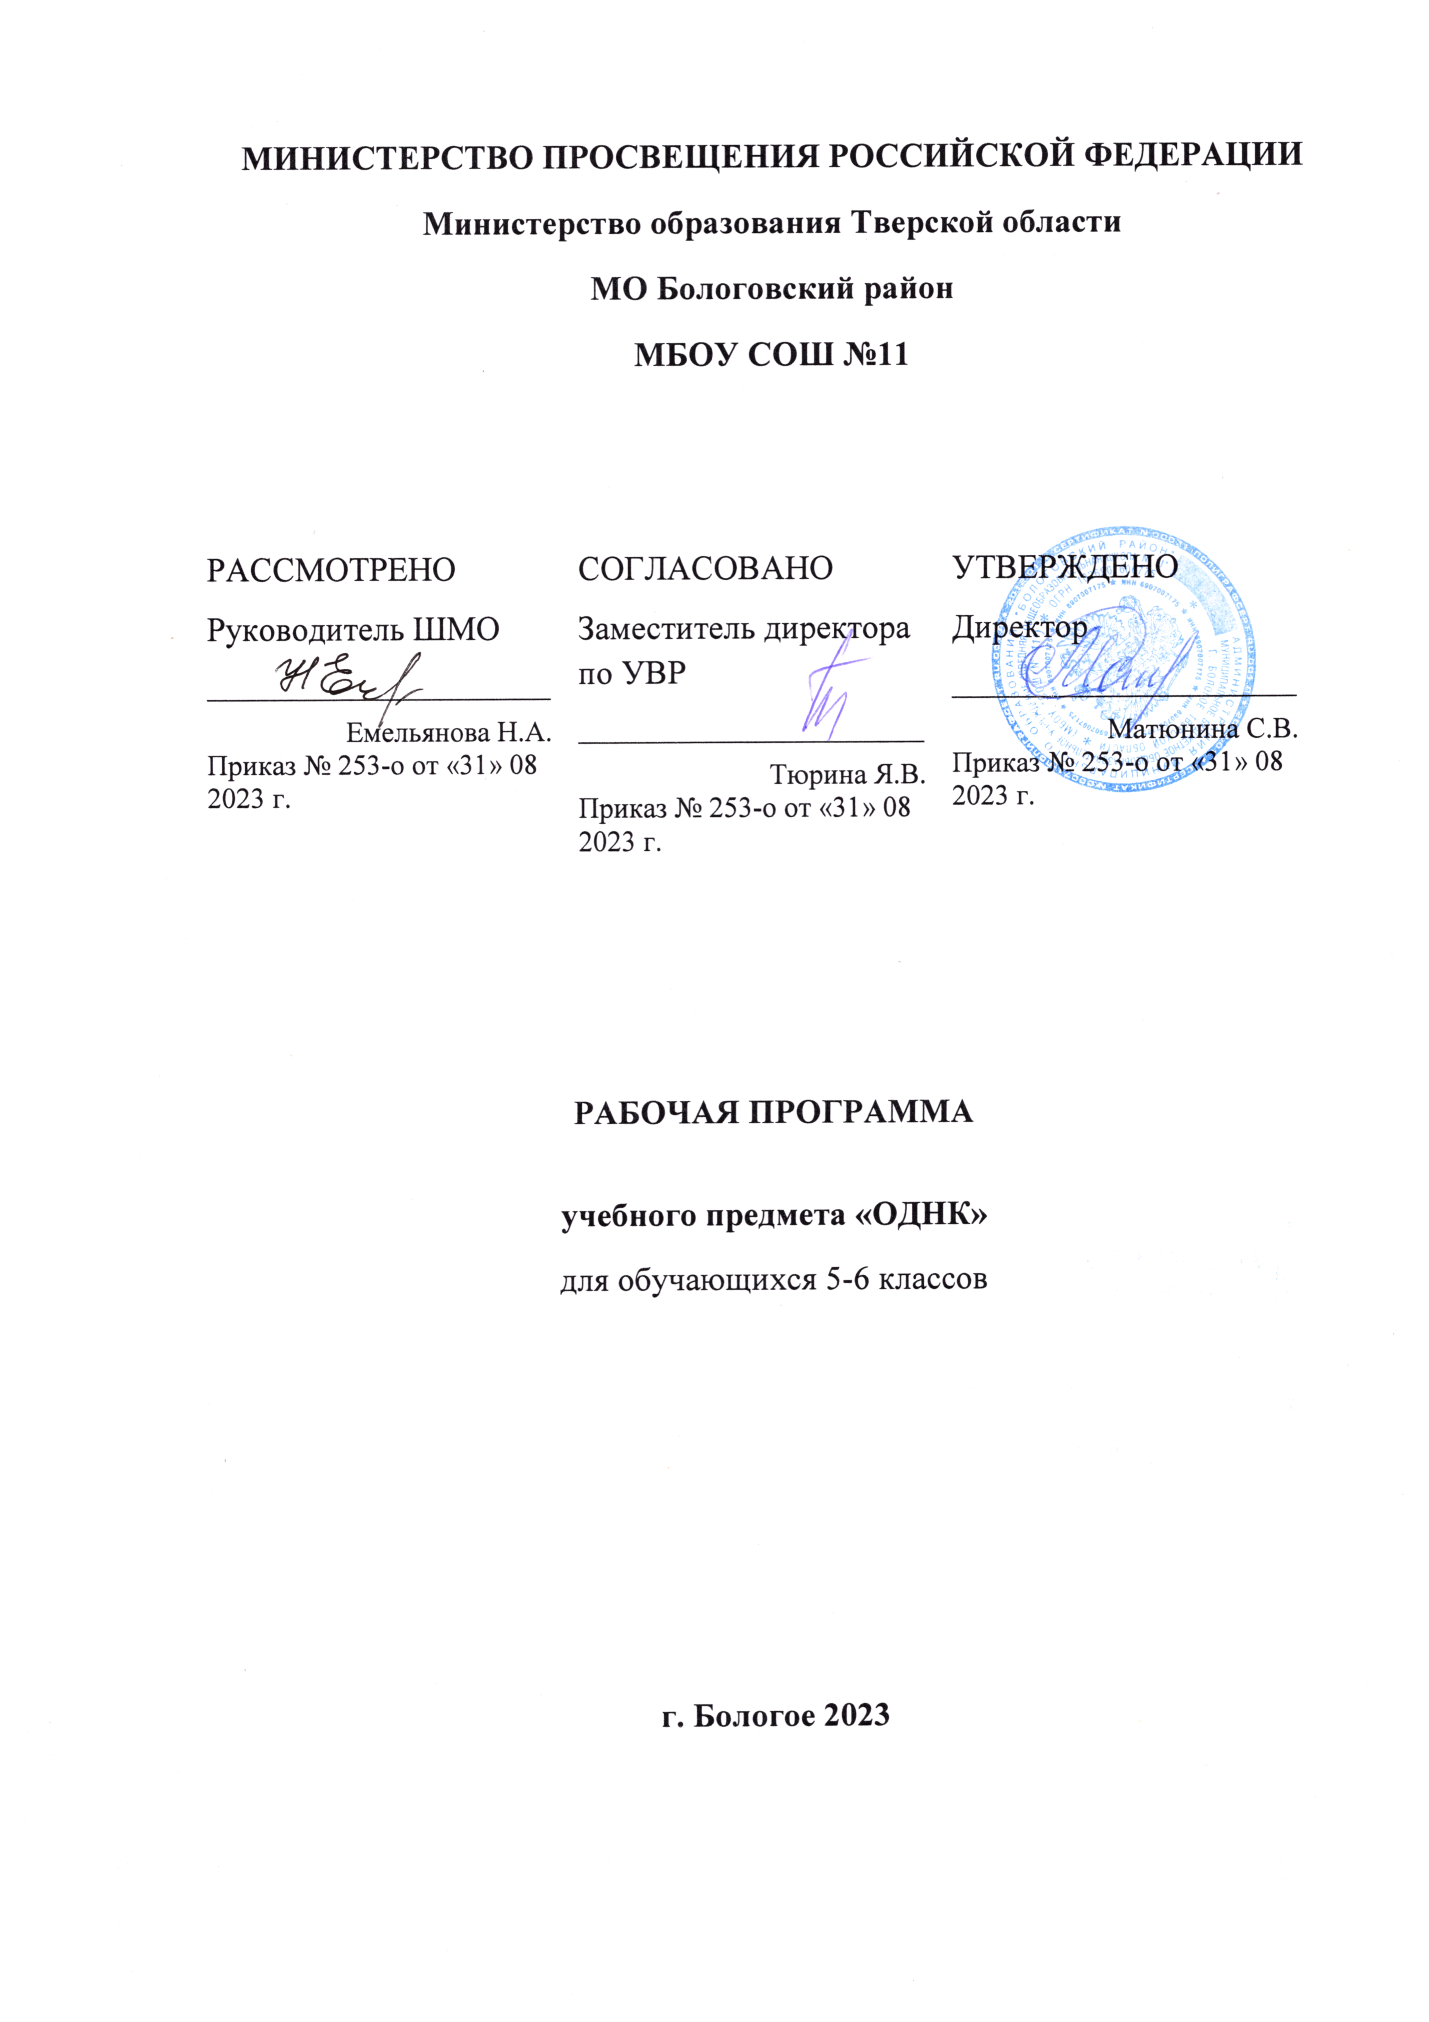 МИНИСТЕРСТВО ПРОСВЕЩЕНИЯ РОССИЙСКОЙ ФЕДЕРАЦИИ
Министерство образования Тверской области
МО Бологовский район
МБОУ СОШ №11
РАССМОТРЕНО
Руководитель ШМО
Емельянова Н.А.
Приказ № 253-о от «31» 08
2023 г.
СОГЛАСОВАНО
Заместитель директора
по УВР
Тюрина Я.В.
Приказ № 253-о от «31» 08
2023 г.
УТВЕРЖДЕНО
Директор
Матюнина С.В.
Приказ № 253-о от «31» 08
2023 г.
РАБОЧАЯ ПРОГРАММА
учебного предмета «ОДНК»
для обучающихся 5-6 классов
г. Бологое 2023